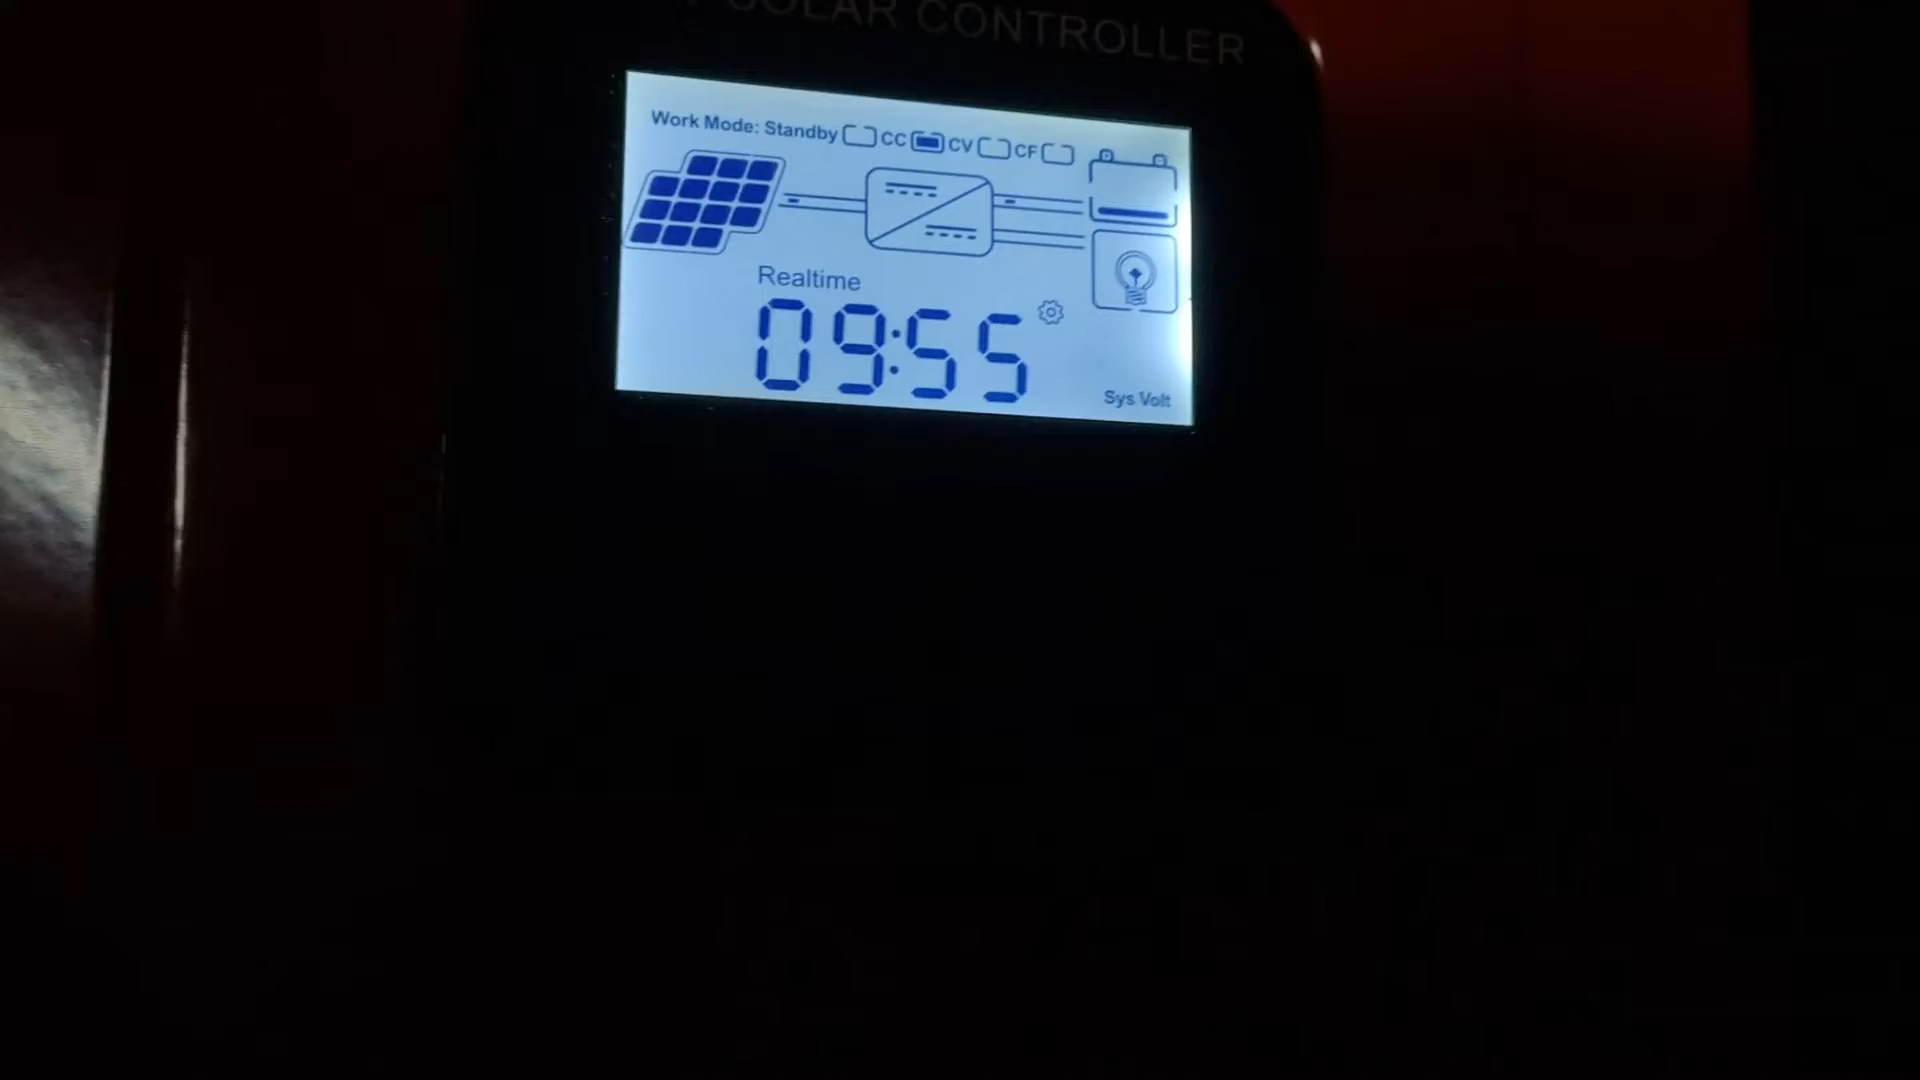 SOLAR CONTROLLER
Work Mode: Standby CC CV CF
Realtime
09:55
Sys Volt